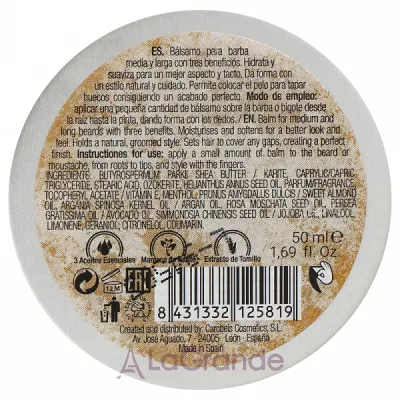 ES. Bálsamo para barba
media y larga con tres beneficios. Hidrata y
suaviza para un mejor aspecto y tacto. Da forma con
un estilo natural y cuidado. Permite colocar el pelo para tapar
huecos consiguiendo un acabado perfecto. Modo de empleo:
aplicar una pequeña cantidad de bálsamo sobre la barba o bigote desde
la raíz hasta la punta, dando forma con los dedos. / EN. Balm for medium and
long beards with three benefits. Moisturises and softens for a better look and
feel. Holds a natural, groomed style. Sets hair to cover any gaps, creating a perfect
finish. Instructions for use: apply a small amount of balm to the beard or
moustache, from roots to tips, and style with the fingers.
INGREDIENTE: BUTYROSPERMUM PARKII SHEA BUTTER / KARITE, CAPRYLIC/CAPRIC
TRIGLYCERIDE, STEARIC ACID, OZOKERITE, HELIANTHUS ANNUS SEED OIL, PARFUM/FRAGRANCE,
TOCOPHERYL ACETATE / VITAMIN E, MENTHOL, PRUNUS AMYGDALUS DULCIS / SWEET ALMOND
OIL, ARGANIA SPINOSA KERNEL OIL / ARGAN OIL, ROSA MOSCHATA SEED OIL, PERSEA
GRATISSIMA OIL / AVOCADO OIL, SIMMONDSIA CHINENSIS SEED OIL / JOJOBA oil, LINALOOL,
LIMONENE, GERANIOL, CITRONELOL, COUMARIN.
3 Aceites Esenciales
Manteca de Karité
Extracto de Tomillo
50 ml e
1,69 fl. Oz.
12 M
EAC
8 431332 125819
Created and distributed by: Carobels Cosmetics, S.L.
Av. José Aguado, 7 - 24005 - León - España
Made in Spain
LaGrande